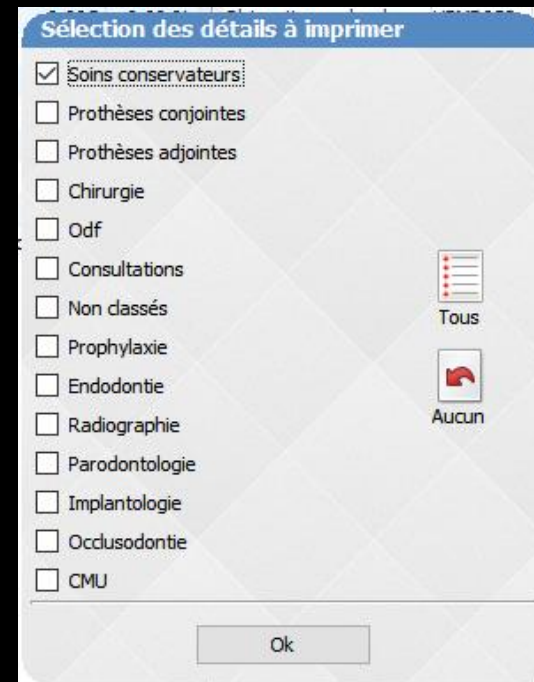 Sélection des détails à imprimer
Soins conservateurs
Prothèses conjointes
Prothèses adjointes
Chirurgie
Odf
Consultations
Non classés
Prophylaxie
Endodontie
Radiographie
Parodontologie
Implantologie
Occlusodontie
CMU
Tous
Aucun
Ok